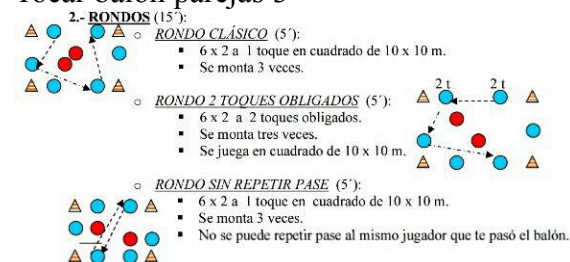 Tocar balón parejas 5
2.- RONDOS (15´):
○ RONDO CLÁSICO (5´):
▪ 6 x 2 a 1 toque en cuadrado de 10 x 10 m.
▪ Se monta 3 veces.
○ RONDO 2 TOQUES OBLIGADOS (5´):
2 t 2 t
▪ 6 x 2 a 2 toques obligados.
▪ Se monta tres veces.
▪ Se juega en cuadrado de 10 x 10 m.
○ RONDO SIN REPETIR PASE (5´):
▪ 6 x 2 a 1 toque en cuadrado de 10 x 10 m.
▪ Se monta 3 veces.
▪ No se puede repetir pase al mismo jugador que te pasó el balón.